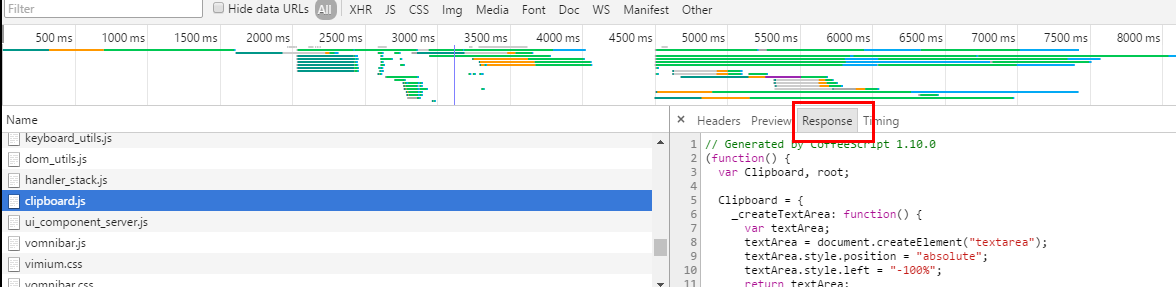 Filter
Hide data URLs All XHR JS CSS Img Media Font Doc WS Manifest Other
500 ms 1000 ms 1500 ms 2000 ms 2500 ms 3000 ms 3500 ms 4000 ms 4500 ms 5000 ms 5500 ms 6000 ms 6500 ms 7000 ms 7500 ms 8000 ms
Name
keyboard_utils.js
dom_utils.js
handler_stack.js
clipboard.js
ui_component_server.js
vomnibar.js
vimium.css
vomnibar.css
× Headers Preview Response Timing
1 // Generated by CoffeeScript 1.10.0
2 (function() {
3 var Clipboard, root;
4
5 Clipboard = {
6 _createTextArea: function() {
7 var textArea;
8 textArea = document.createElement("textarea");
9 textArea.style.position = "absolute";
10 textArea.style.left = "-100%";
11 return textArea;